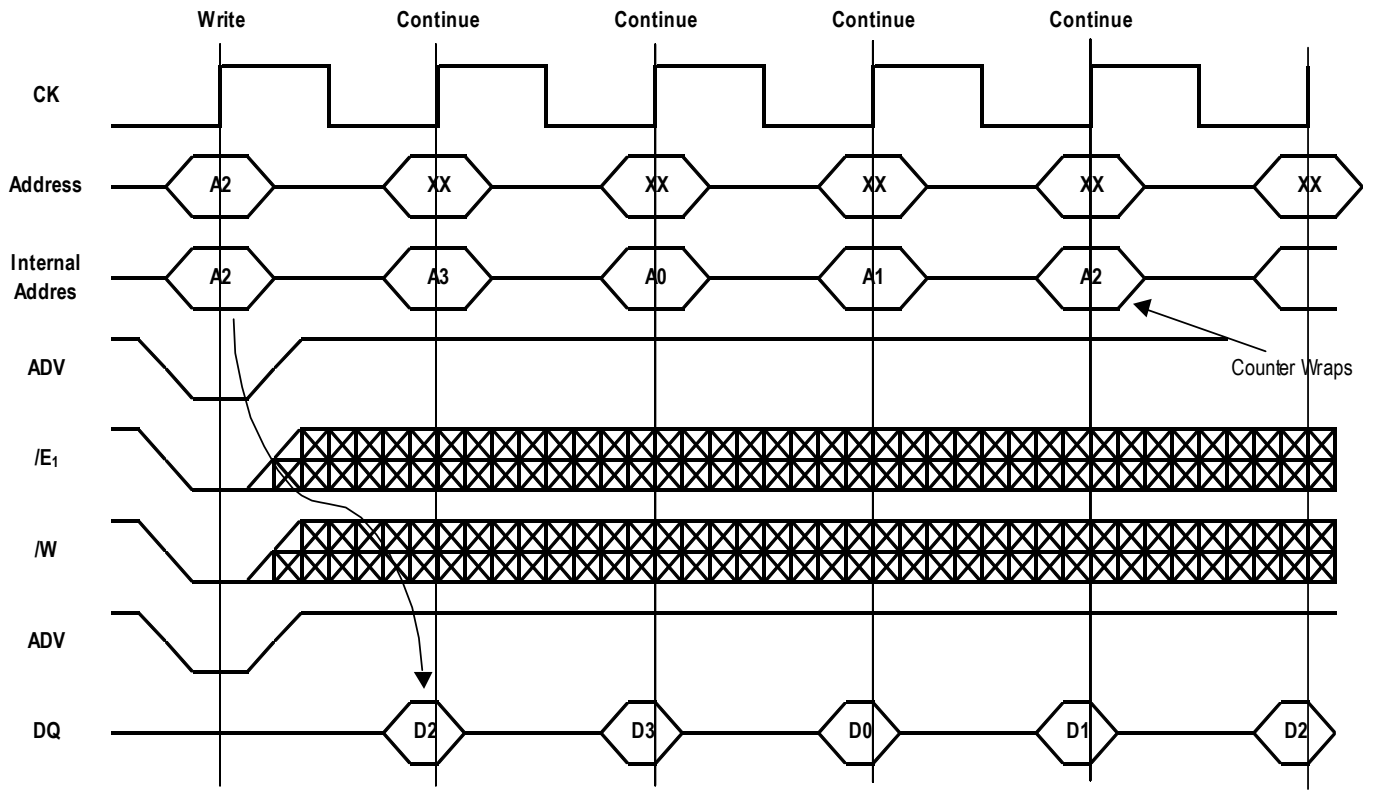 Write Continue Continue Continue Continue
CK
Address A2 XX XX XX XX XX
Internal
Addres A2 A3 A0 A1 A2
ADV
Counter Wraps
/E1
/W
ADV
DQ D2 D3 D0 D1 D2